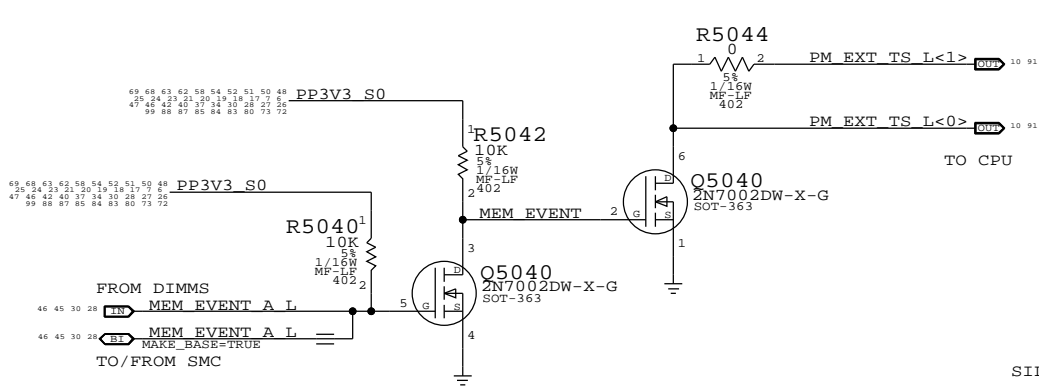 R5044
0
1 2
PM_EXT_TS_L<1> OUT 10 91
5%
1/16W
MF-LF
402
69 68 63 62 58 54 52 51 50 48
25 24 23 21 20 19 18 17 7 6
47 46 42 40 37 34 30 28 27 26
99 88 87 85 84 83 80 73 72
PP3V3_S0
PM_EXT_TS_L<0> OUT 10 91
1
R5042
10K
5%
1/16W
MF-LF
402
2
6
TO CPU
69 68 63 62 58 54 52 51 50 48
25 24 23 21 20 19 18 17 7 6
47 46 42 40 37 34 30 28 27 26
99 88 87 85 84 83 80 73 72
PP3V3_S0
D
Q5040
2N7002DW-X-G
SOT-363
MEM_EVENT
2
G S
1
R5040
1
10K
5%
1/16W
MF-LF
402
2
3
D
Q5040
2N7002DW-X-G
SOT-363
FROM DIMMS
46 45 30 28 IN MEM_EVENT_A_L
5
G S
46 45 30 28 BI MEM_EVENT_A_L
MAKE_BASE=TRUE
4
TO/FROM SMC